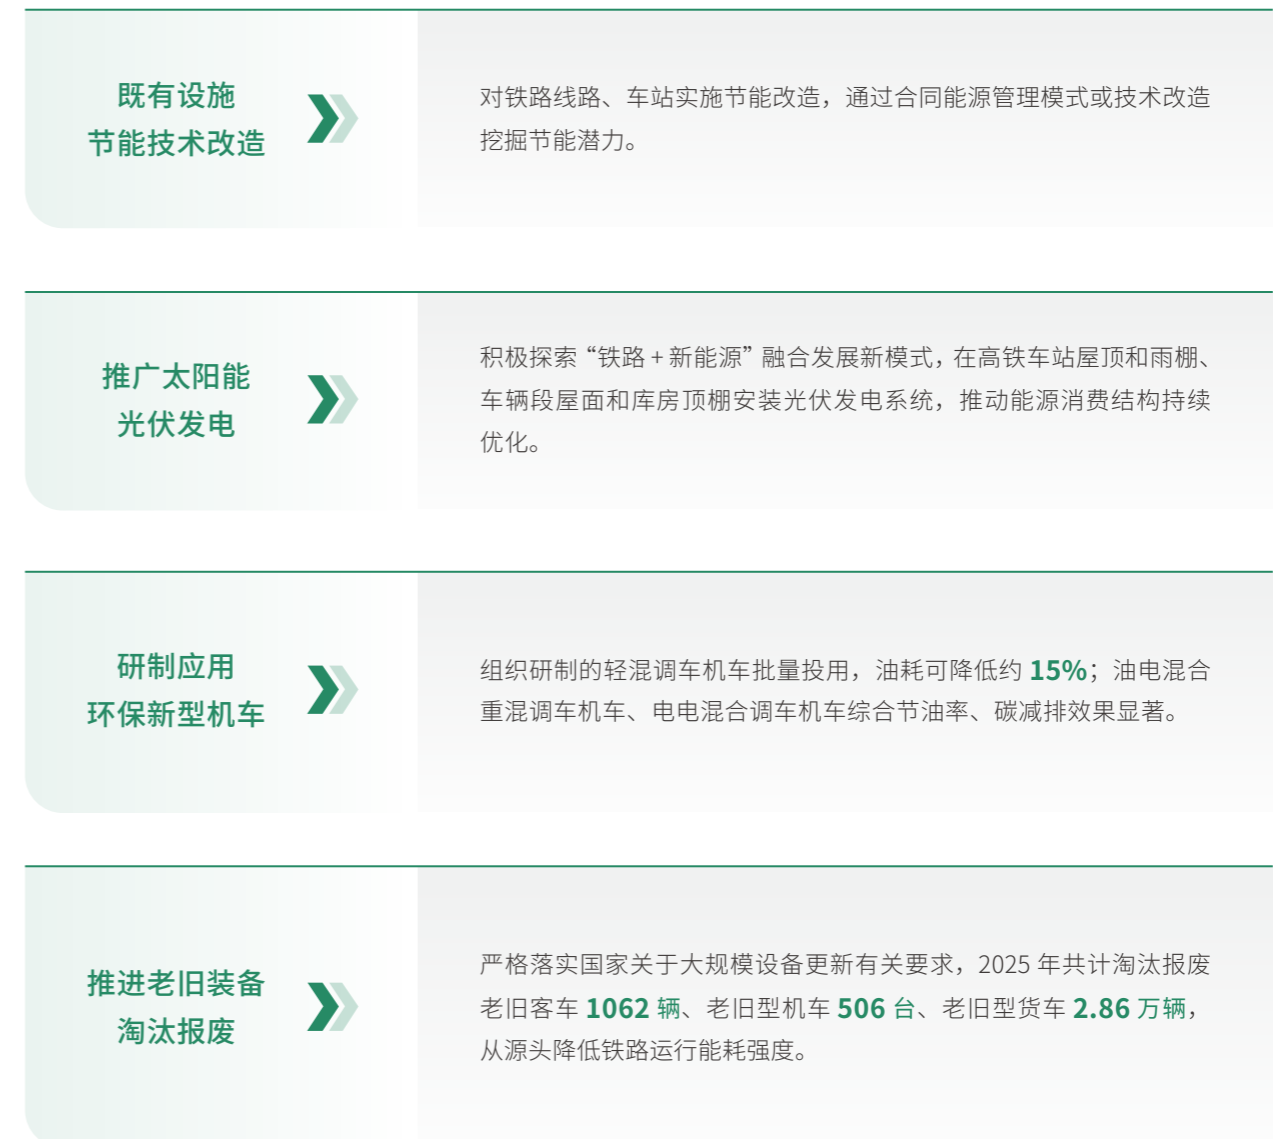 既有设施
节能技术改造
对铁路线路、车站实施节能改造，通过合同能源管理模式或技术改造
挖掘节能潜力。
推广太阳能
光伏发电
积极探索“铁路 + 新能源”融合发展新模式，在高铁车站屋顶和雨棚、
车辆段屋面和库房顶棚安装光伏发电系统，推动能源消费结构持续
优化。
研制应用
环保新型机车
组织研制的轻混调车机车批量投用，油耗可降低约 15%；油电混合
重混调车机车、电电混合调车机车综合节油率、碳减排效果显著。
推进老旧装备
淘汰报废
严格落实国家关于大规模设备更新有关要求，2025 年共计淘汰报废
老旧客车 1062 辆、老旧型机车 506 台、老旧型货车 2.86 万辆，
从源头降低铁路运行能耗强度。